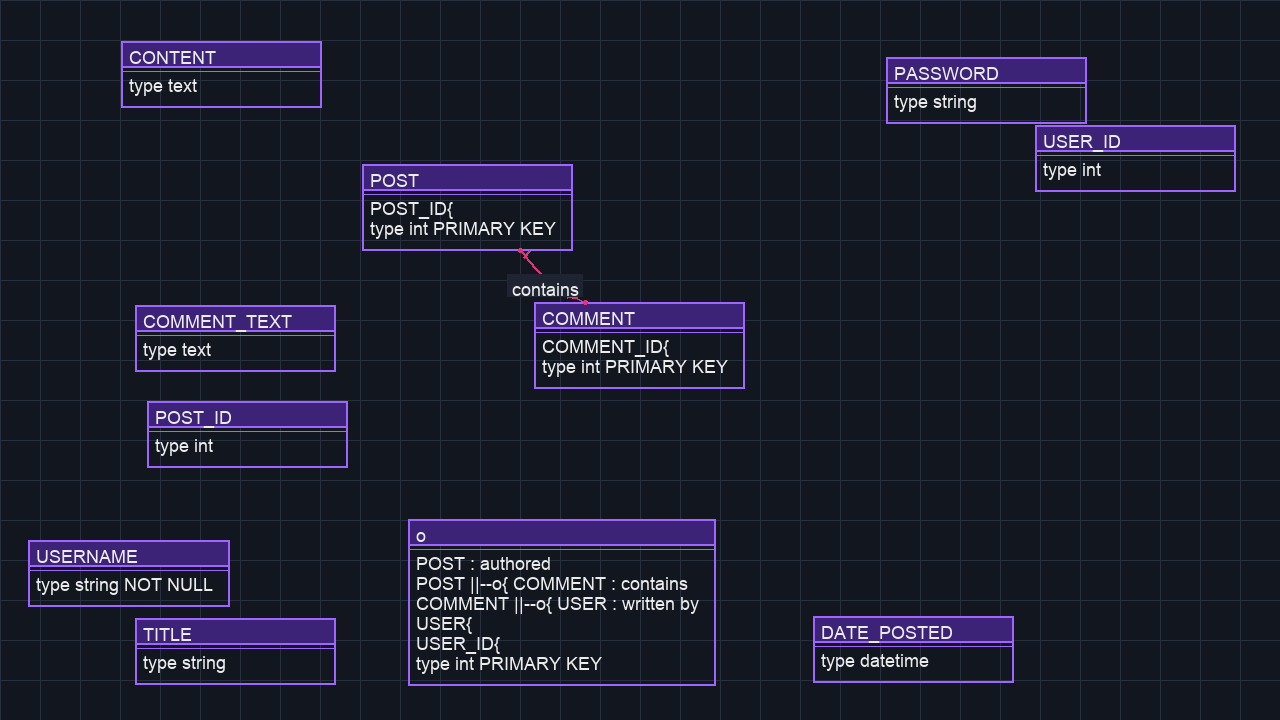 CONTENT
type text
PASSWORD
type string
USER_ID
type int
POST
POST_ID{
type int PRIMARY KEY
contains
COMMENT
COMMENT_ID{
type int PRIMARY KEY
COMMENT_TEXT
type text
POST_ID
type int
USERNAME
type string NOT NULL
TITLE
type string
o
POST : authored
POST ||--o{ COMMENT : contains
COMMENT ||--o{ USER : written by
USER{
USER_ID{
type int PRIMARY KEY
DATE_POSTED
type datetime